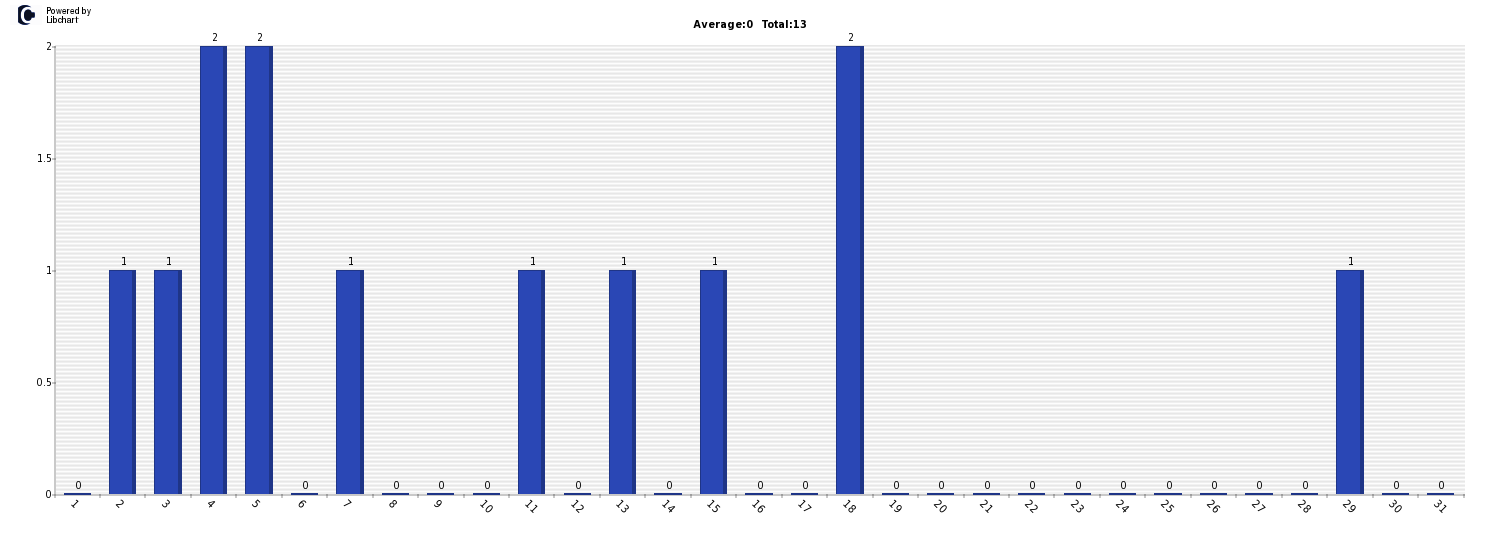 Powered by
Libchart
Average:0 Total:13
2 2 2
2
1.5
1 1 1 1 1 1 1
1
0.5
0 0 0 0 0 0 0 0 0 0 0 0 0 0 0 0 0 0 0 0 0
0
1 2 3 4 5 6 7 8 9 10 11 12 13 14 15 16 17 18 19 20 21 22 23 24 25 26 27 28 29 30 31